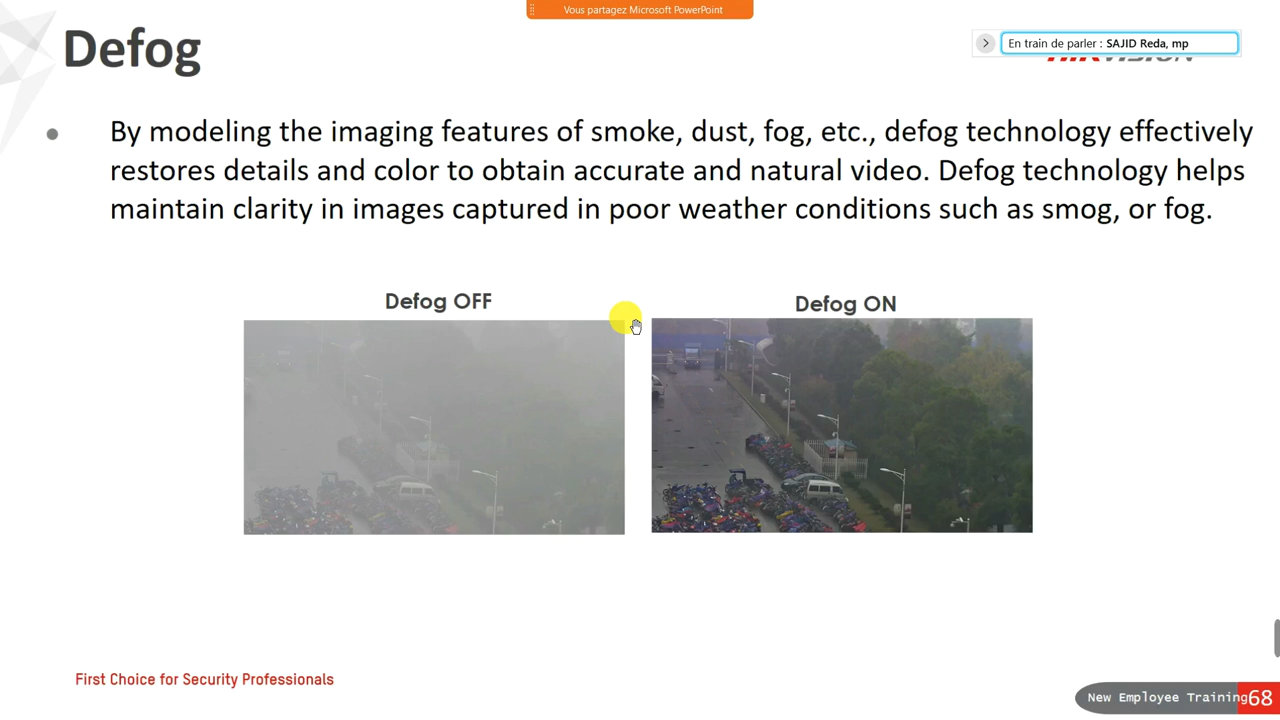 Vous partagez Microsoft PowerPoint
Defog
En train de parler : SAJID Reda, mp
HIKVISION
By modeling the imaging features of smoke, dust, fog, etc., defog technology effectively
restores details and color to obtain accurate and natural video. Defog technology helps
maintain clarity in images captured in poor weather conditions such as smog, or fog.
Defog OFF
Defog ON
First Choice for Security Professionals
New Employee Training
68